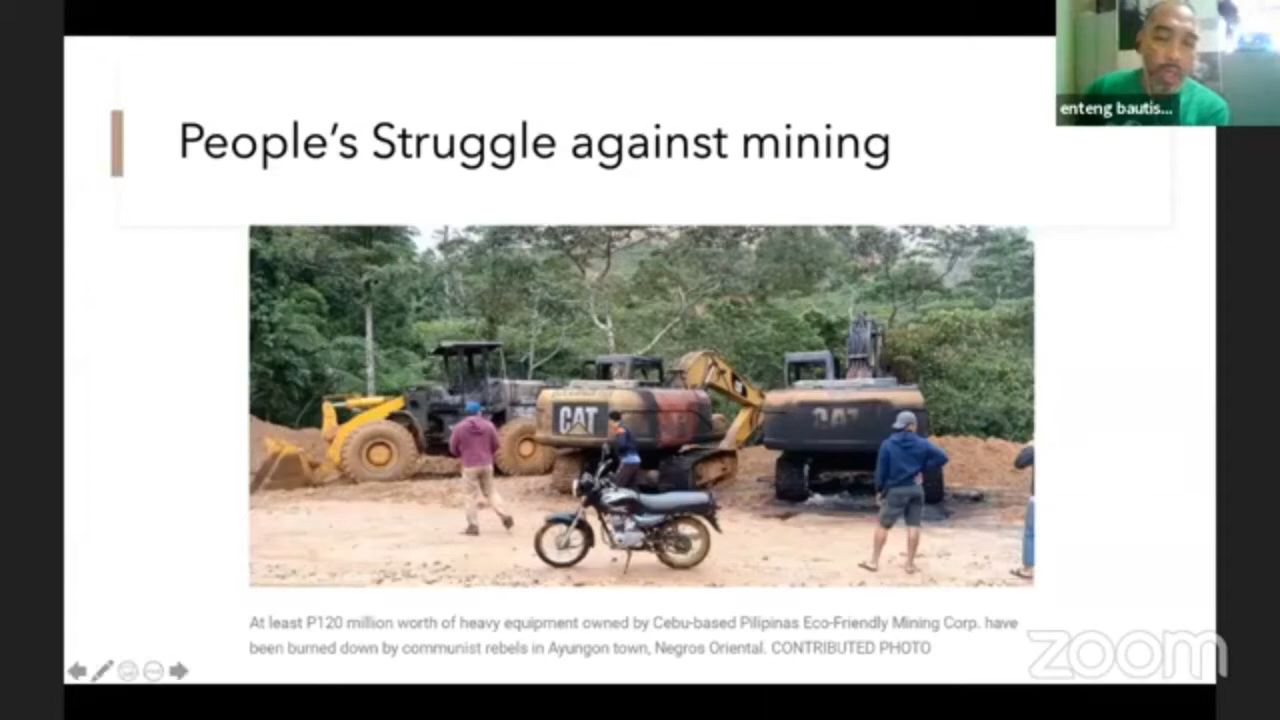 enteng bautis...
People's Struggle against mining
CAT
CAT
At least P120 million worth of heavy equipment owned by Cebu-based Pilipinas Eco-Friendly Mining Corp. have
been burned down by communist rebels in Ayungon town, Negros Oriental. CONTRIBUTED PHOTO
zoom